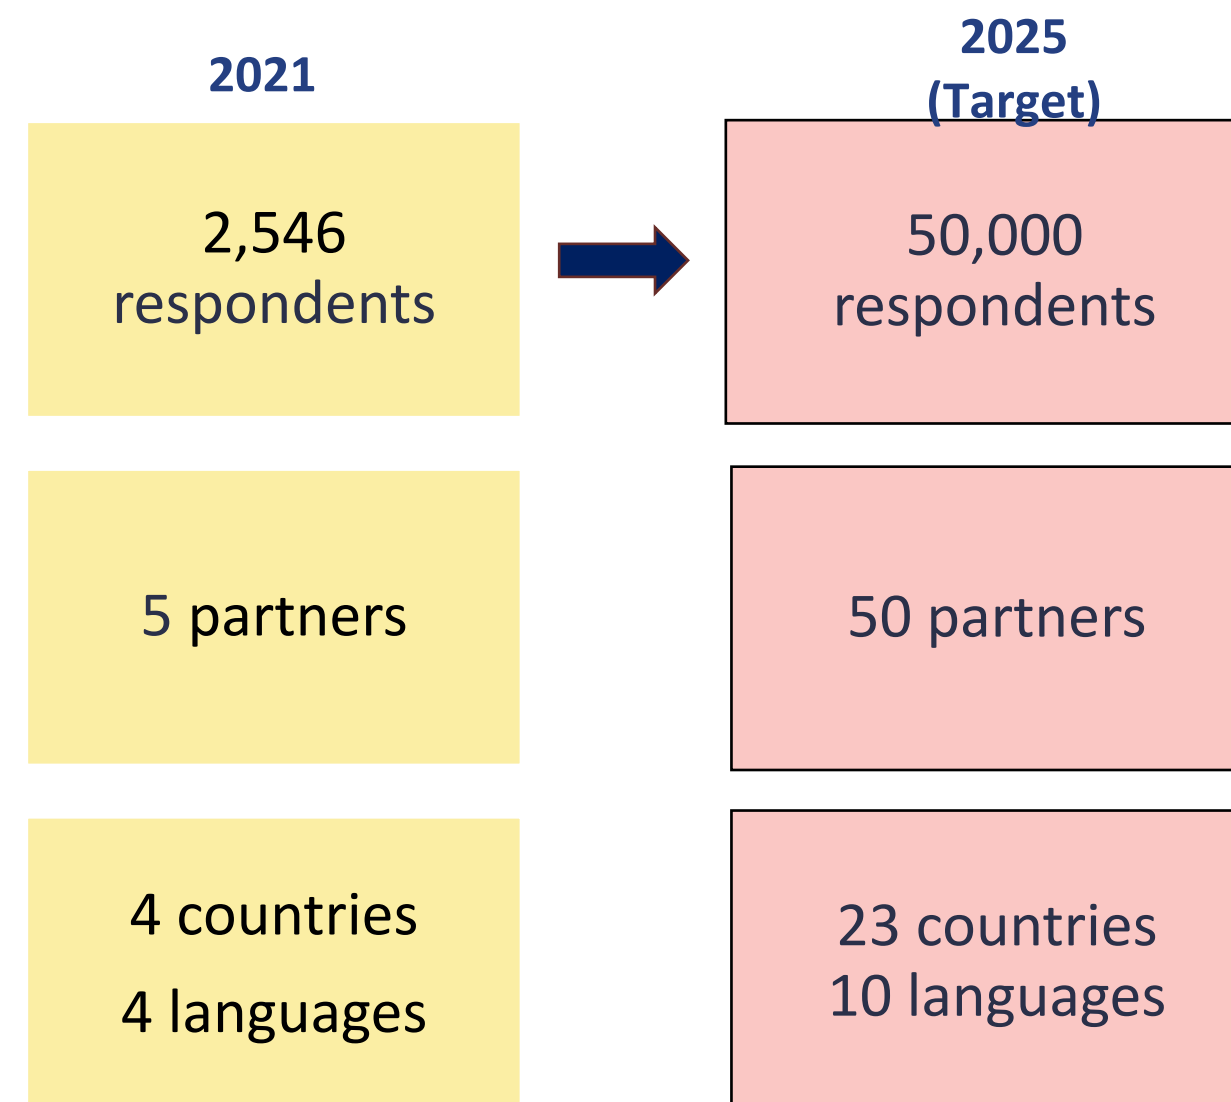 2021
2,546
respondents
5 partners
4 countries
4 languages
2025
(Target)
50,000
respondents
50 partners
23 countries
10 languages